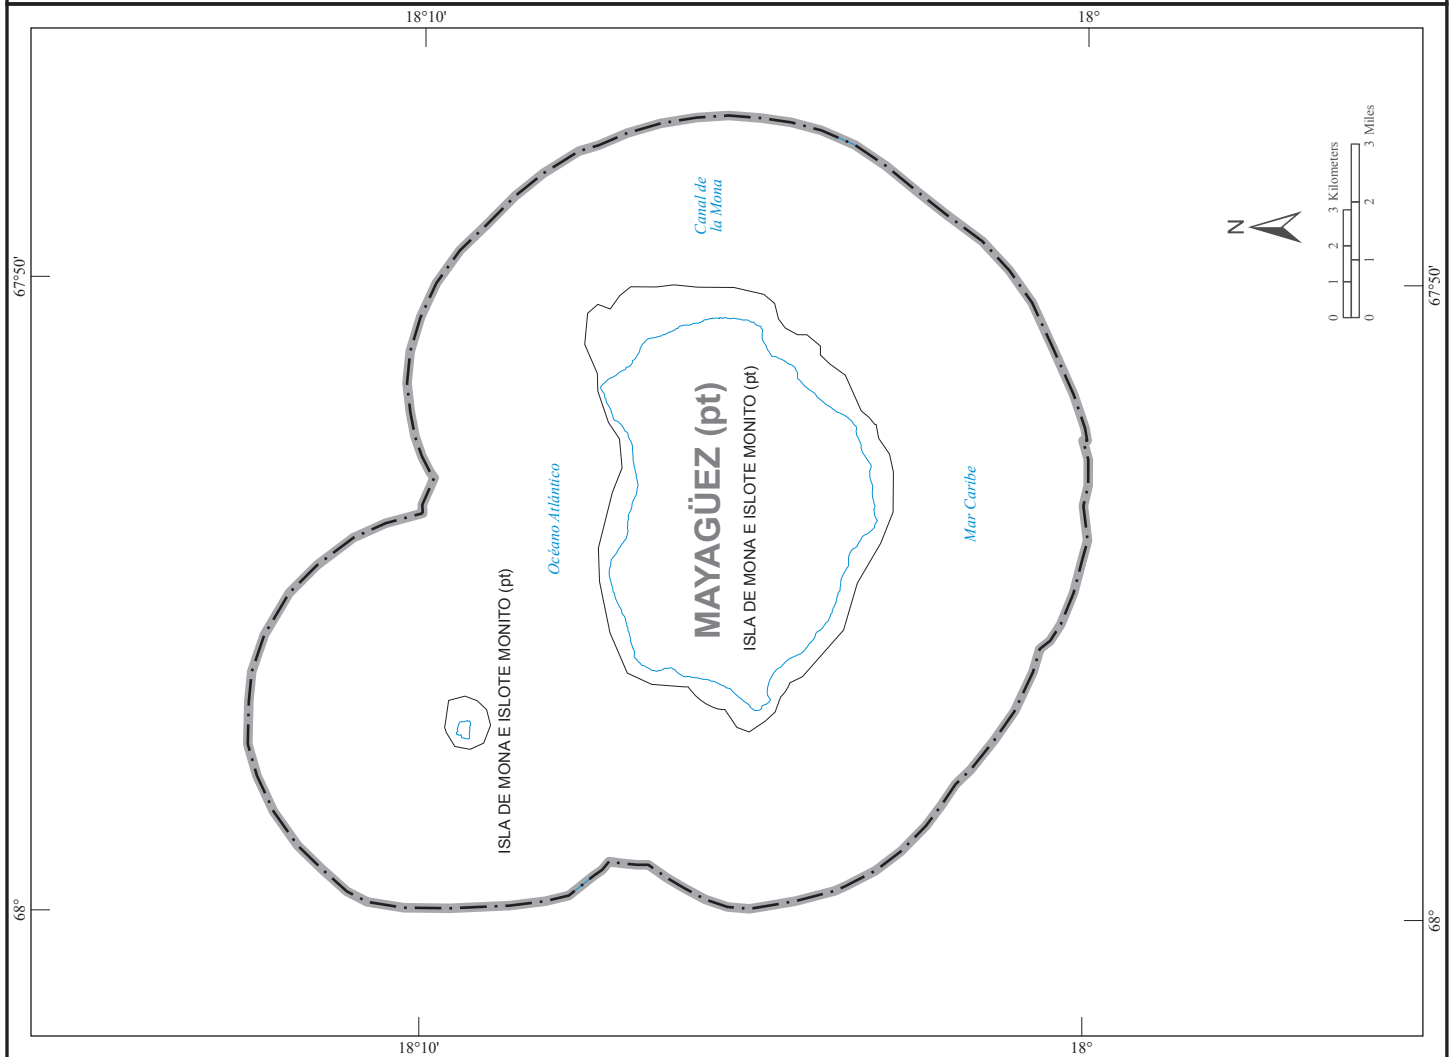 18°10'
18°
67°50'
67°50'
68°
68°
18°10'
18°
Canal de
la Mona
Océano Atlántico
MAYAGÜEZ (pt)
ISLA DE MONA E ISLOTE MONITO (pt)
ISLA DE MONA E ISLOTE MONITO (pt)
Mar Caribe
N
0 1 2 3 Kilometers
0 1 2 3 Miles